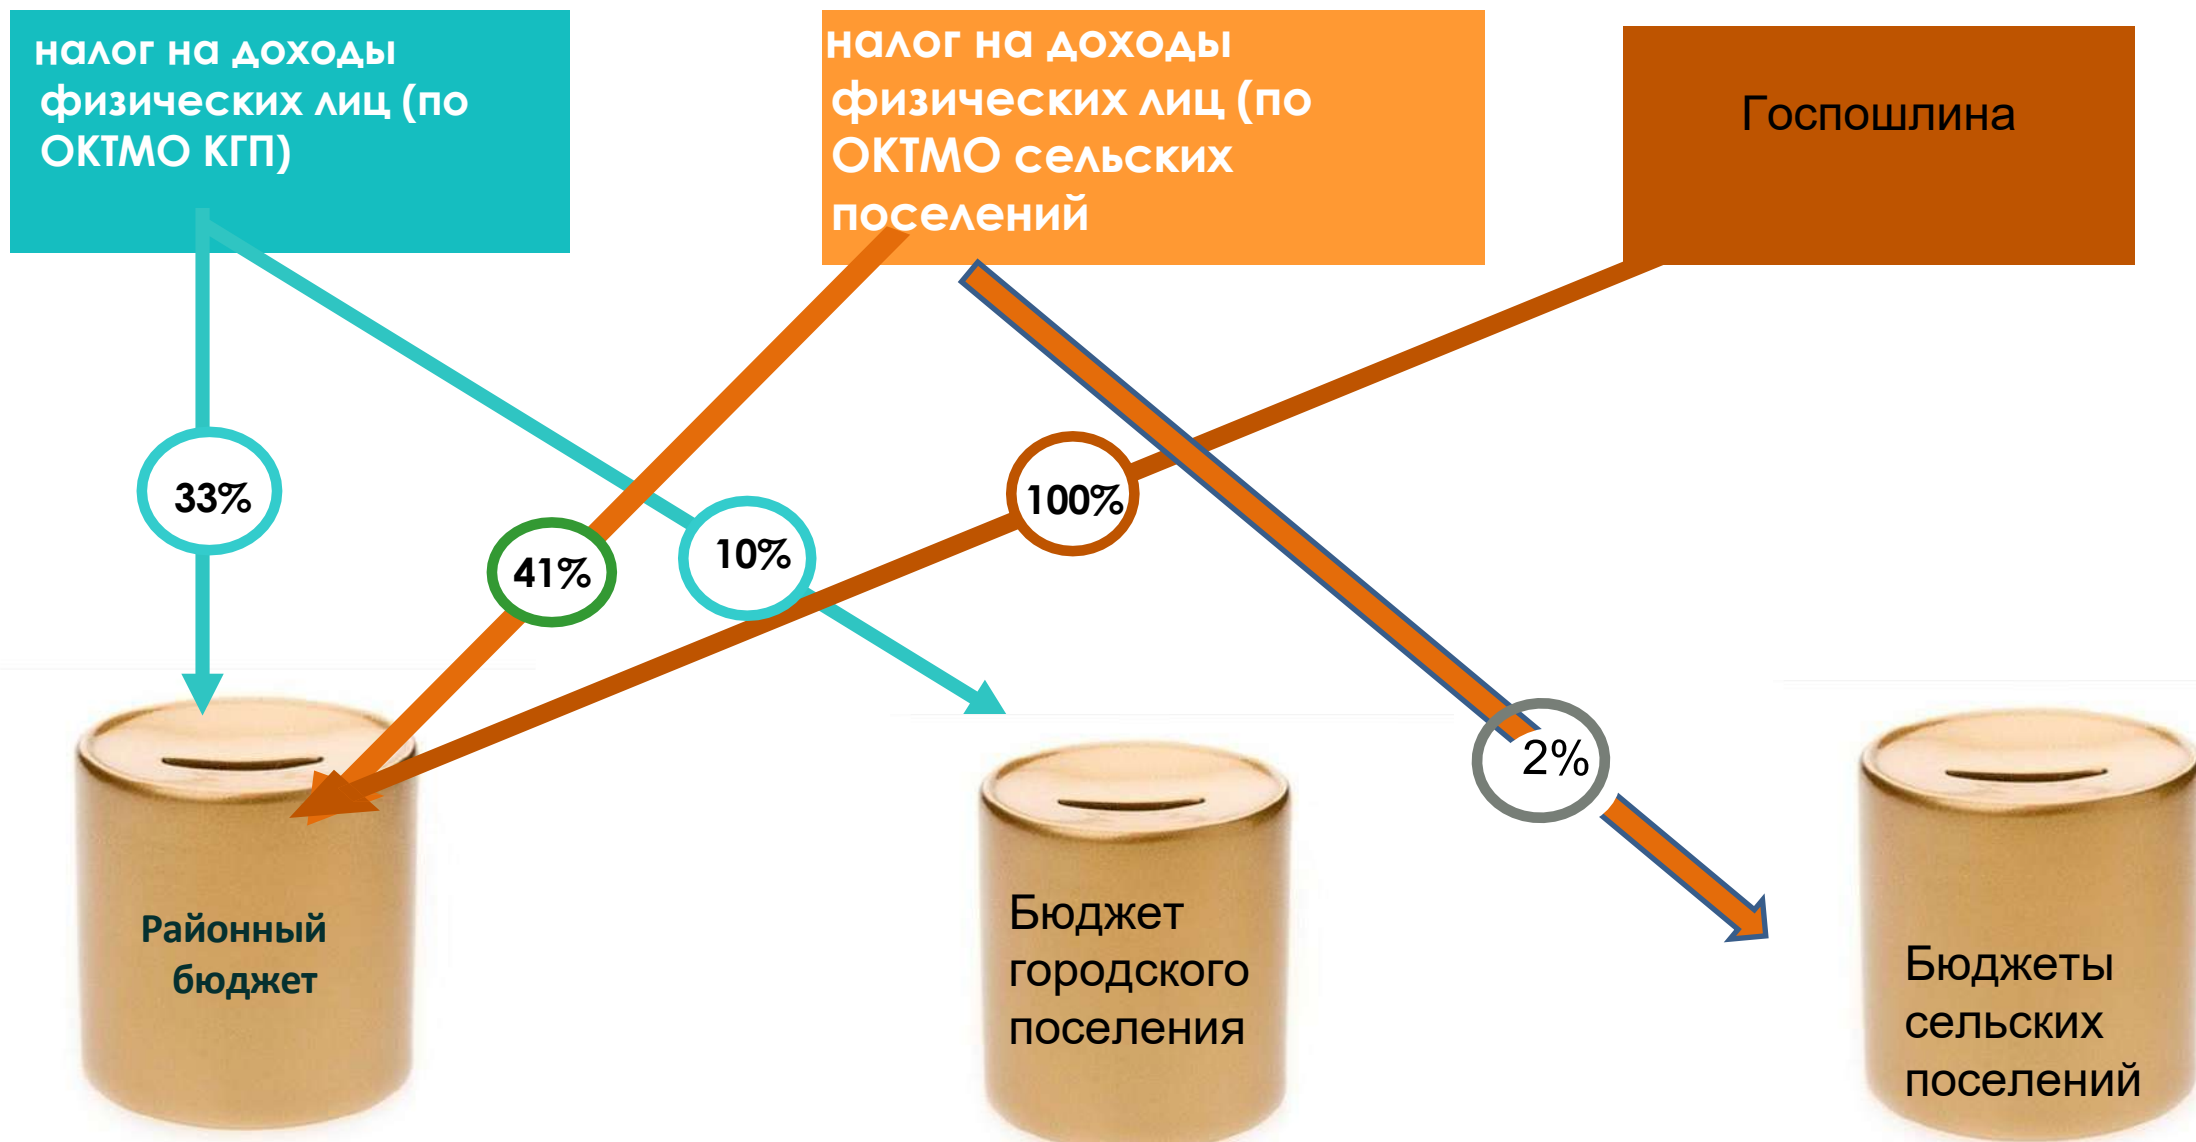 налог на доходы
физических лиц (по
ОКТМО КГП)
налог на доходы
физических лиц (по
ОКТМО сельских
поселений
Госпошлина
33%
41%
10%
100%
2%
Районный
бюджет
Бюджет
городского
поселения
Бюджеты
сельских
поселений